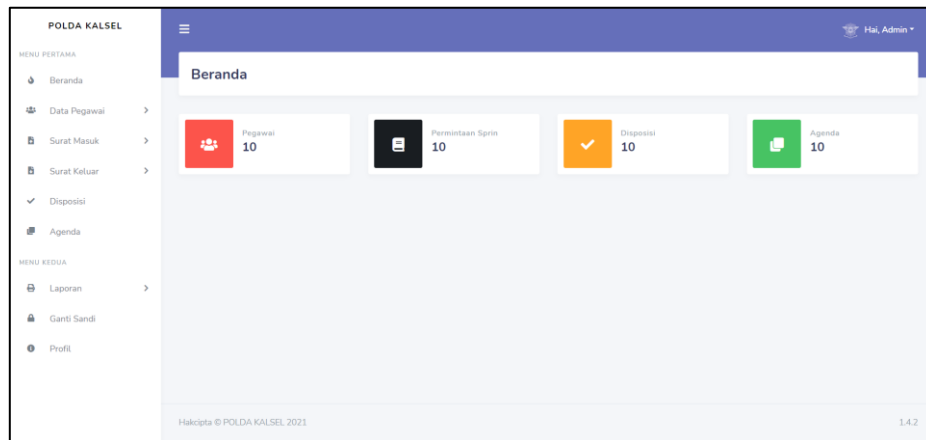 POLDA KALSEL
MENU PERTAMA
Beranda
Data Pegawai
Surat Masuk
Surat Keluar
Disposisi
Agenda
MENU KEDUA
Laporan
Ganti Sandi
Profil
Hai, Admin
Beranda
Pegawai
10
Permintaan Sprin
10
Disposisi
10
Agenda
10
Hakcipta © POLDA KALSEL 2021
1.4.2